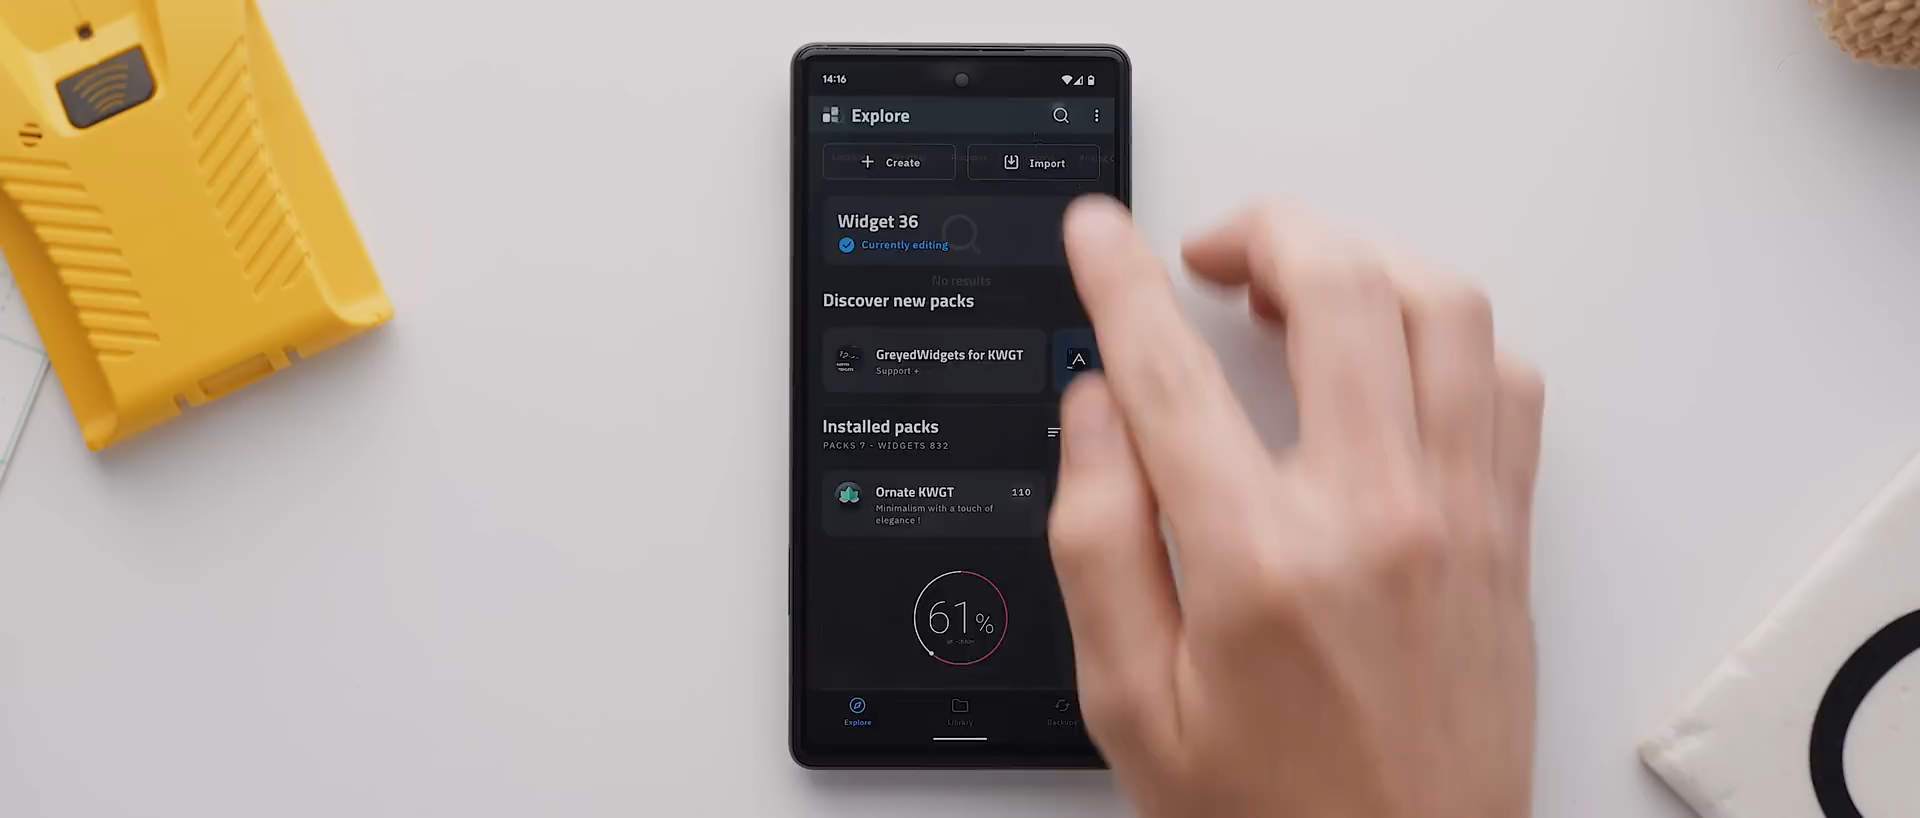 14:16
Explore
Create
Import
Widget 36
Currently editing
No results
Discover new packs
GreyedWidgets for KWGT
Support +
Installed packs
PACKS 7 - WIDGETS 832
Ornate KWGT
110
Minimalism with a touch of
elegance !
61%
Explore
Library
Backups